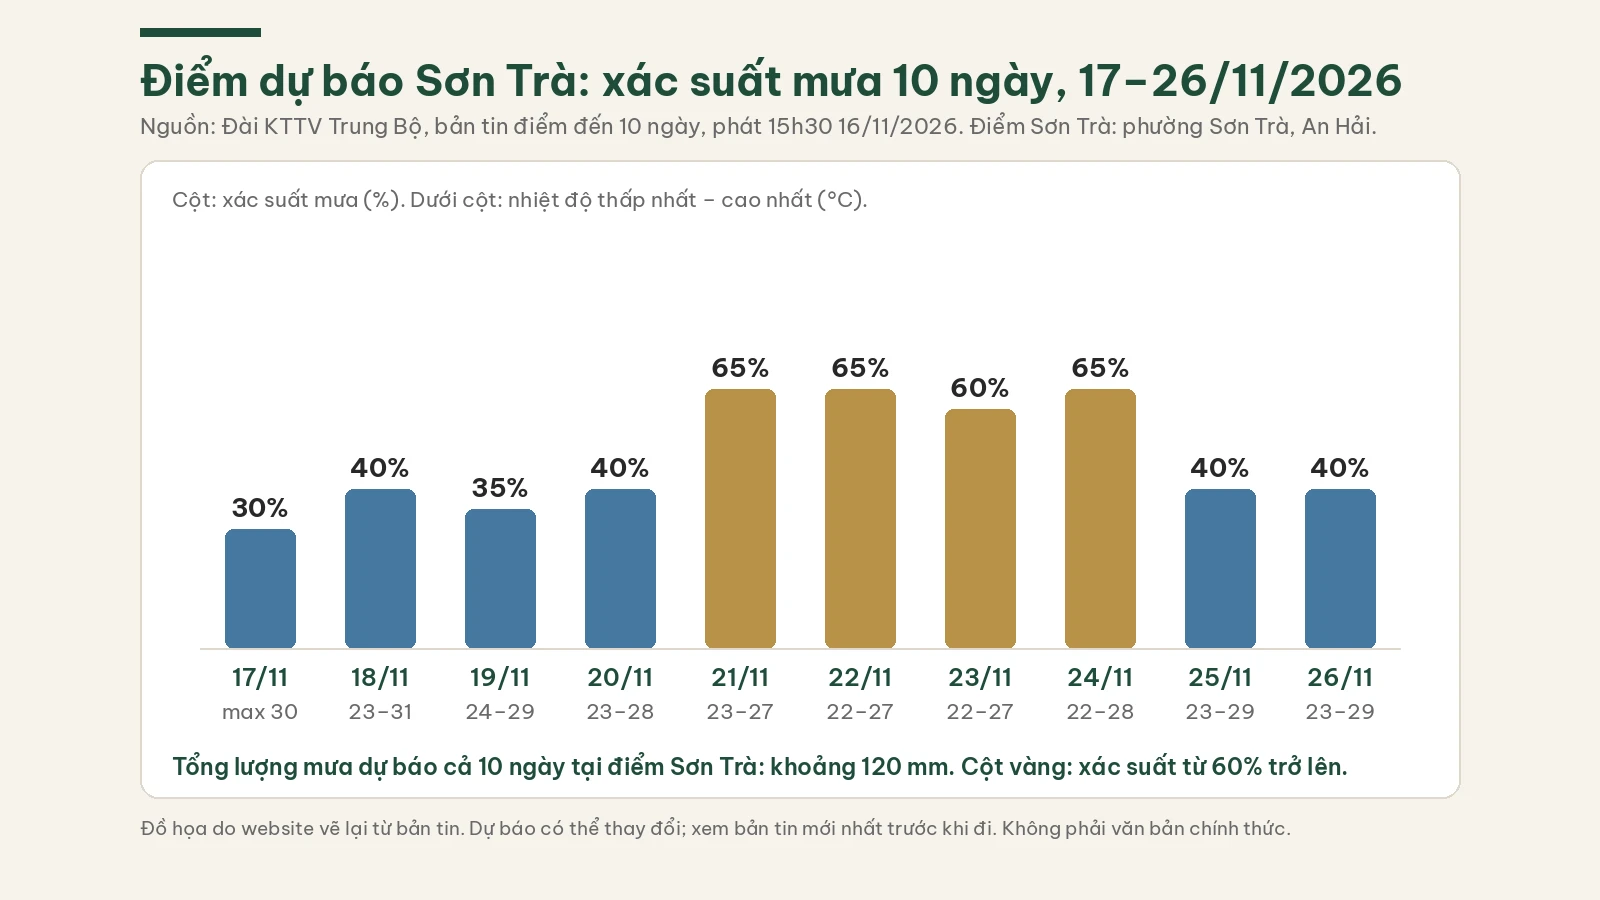 Điểm dự báo Sơn Trà: xác suất mưa 10 ngày, 17–26/11/2026
Nguồn: Đài KTTV Trung Bộ, bản tin điểm đến 10 ngày, phát 15h30 16/11/2026. Điểm Sơn Trà: phường Sơn Trà, An Hải.
Cột: xác suất mưa (%). Dưới cột: nhiệt độ thấp nhất – cao nhất (°C).
65% 65% 60% 65%
30% 40% 35% 40% 40% 40%
17/11 18/11 19/11 20/11 21/11 22/11 23/11 24/11 25/11 26/11
max 30 23–31 24–29 23–28 23–27 22–27 22–27 22–28 23–29 23–29
Tổng lượng mưa dự báo cả 10 ngày tại điểm Sơn Trà: khoảng 120 mm. Cột vàng: xác suất từ 60% trở lên.
Đồ họa do website vẽ lại từ bản tin. Dự báo có thể thay đổi; xem bản tin mới nhất trước khi đi. Không phải văn bản chính thức.